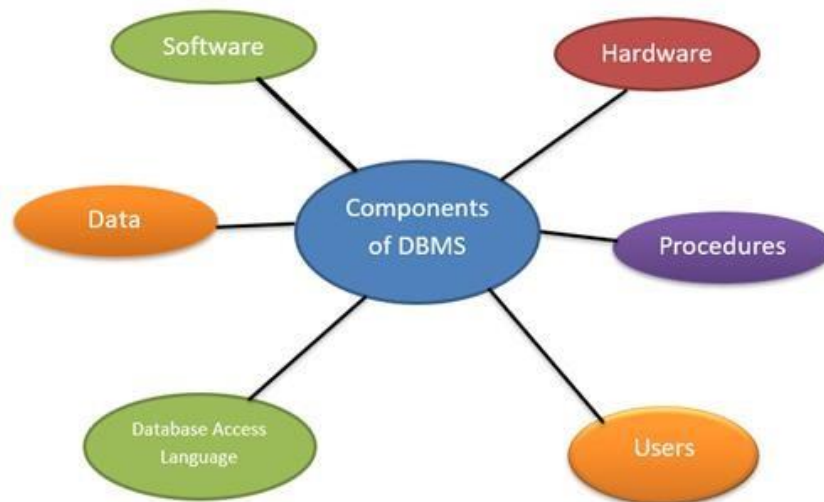 Software
Hardware
Components
of DBMS
Data
Procedures
Database Access
Language
Users